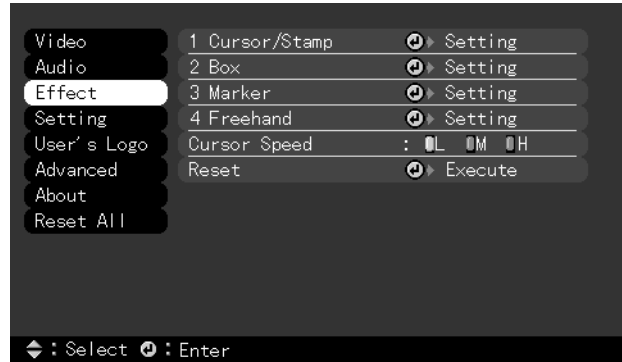 Video
Audio
Effect
Setting
User's Logo
Advanced
About
Reset All
1 Cursor/Stamp Setting
2 Box Setting
3 Marker Setting
4 Freehand Setting
Cursor Speed : L M H
Reset Execute
: Select : Enter